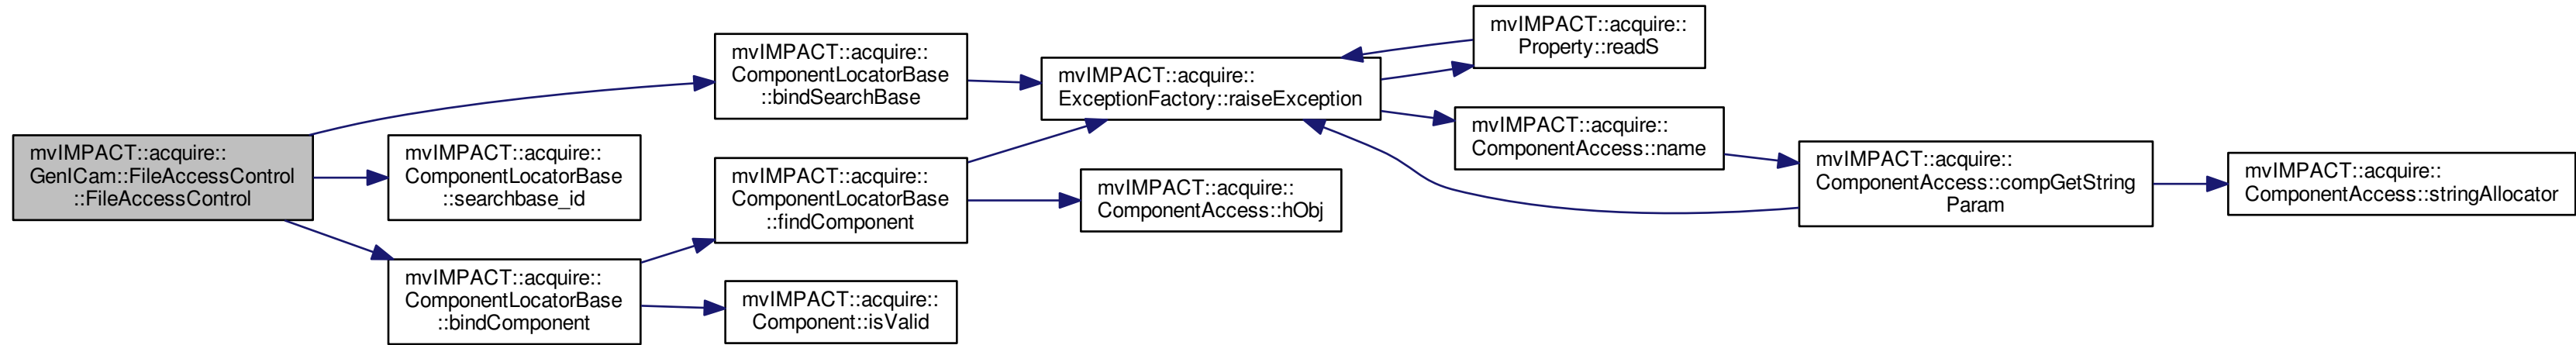 mvIMPACT::acquire::
GenICam::FileAccessControl
::FileAccessControl
mvIMPACT::acquire::
ComponentLocatorBase
::bindSearchBase
mvIMPACT::acquire::
ComponentLocatorBase
::searchbase_id
mvIMPACT::acquire::
ComponentLocatorBase
::bindComponent
mvIMPACT::acquire::
ComponentLocatorBase
::findComponent
mvIMPACT::acquire::
Component::isValid
mvIMPACT::acquire::
ExceptionFactory::raiseException
mvIMPACT::acquire::
ComponentAccess::hObj
mvIMPACT::acquire::
Property::readS
mvIMPACT::acquire::
ComponentAccess::name
mvIMPACT::acquire::
ComponentAccess::compGetString
Param
mvIMPACT::acquire::
ComponentAccess::stringAllocator